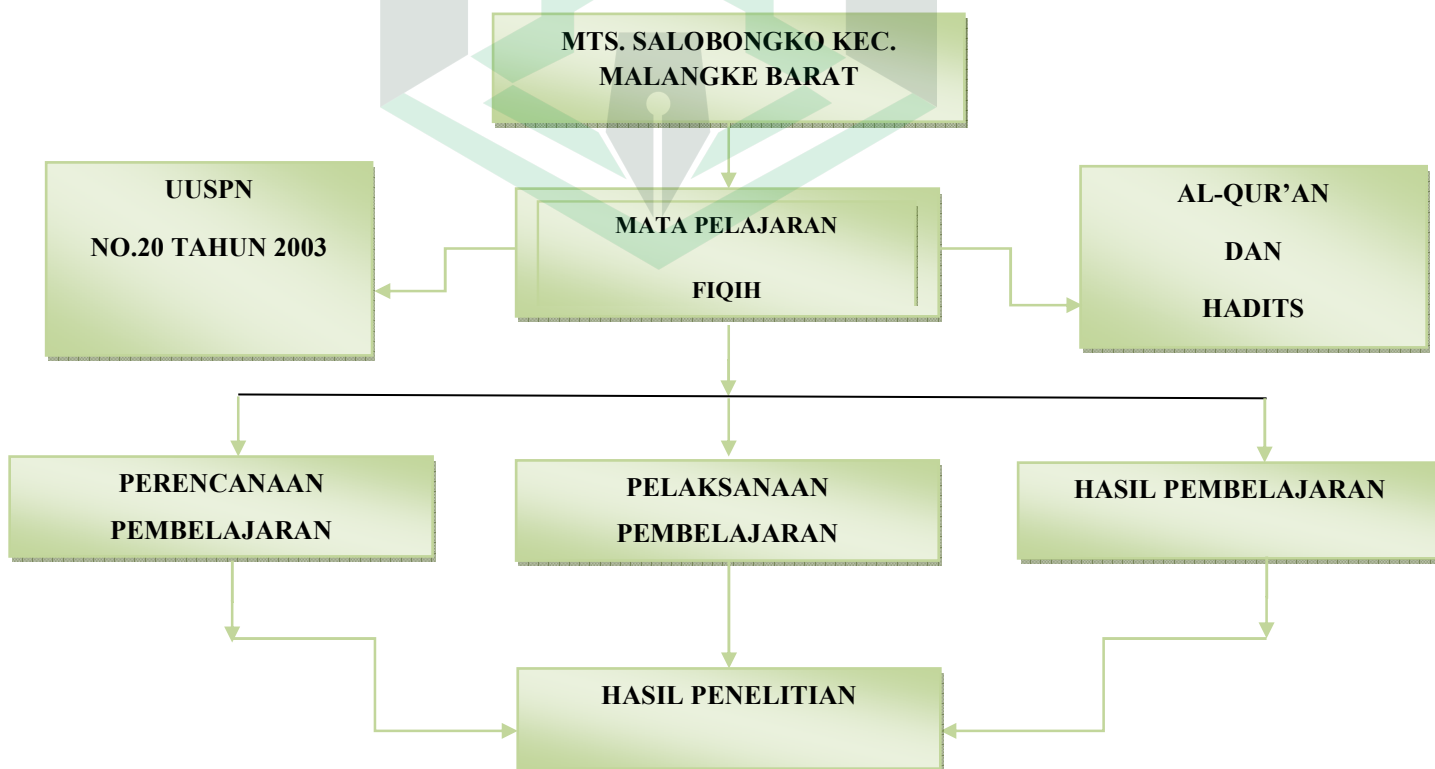 MTS. SALOBONGKO KEC.
MALANGKE BARAT
UUSPN
NO.20 TAHUN 2003
MATA PELAJARAN
FIQIH
AL-QUR’AN
DAN
HADITS
PERENCANAAN
PEMBELAJARAN
PELAKSANAAN
PEMBELAJARAN
HASIL PEMBELAJARAN
HASIL PENELITIAN